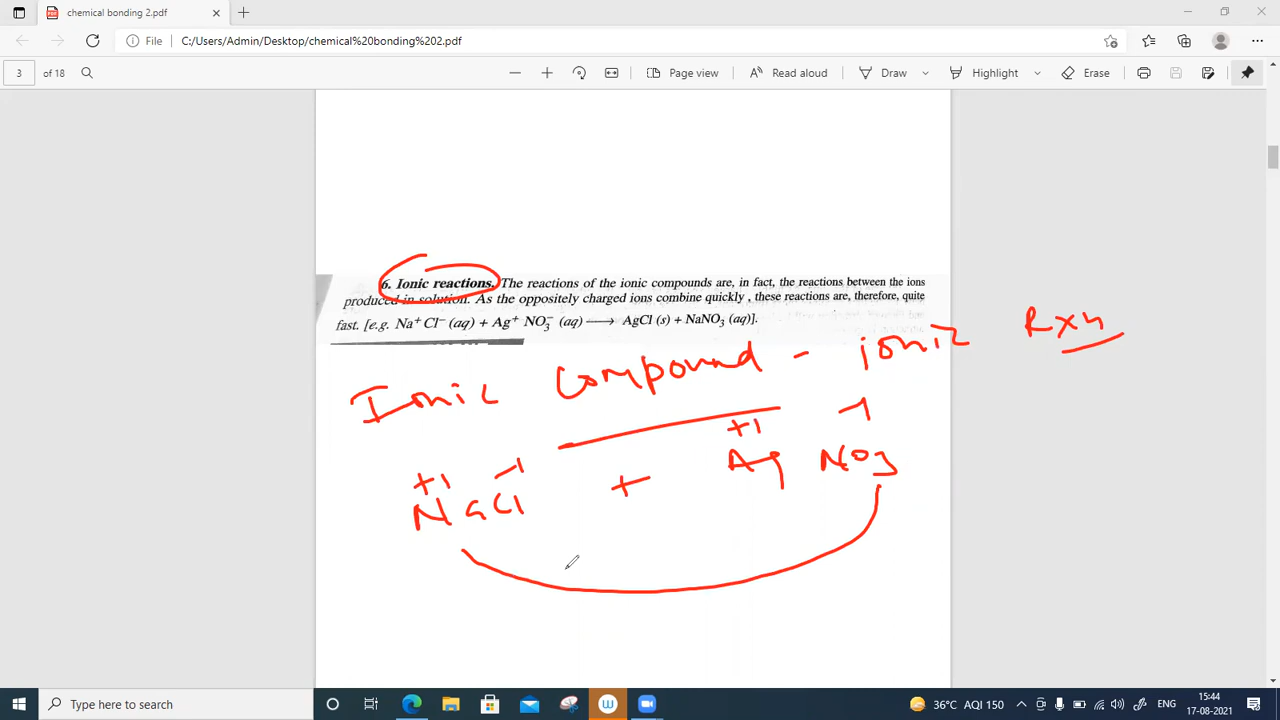 chemical bonding 2.pdf
File C:/Users/Admin/Desktop/chemical%20bonding%202.pdf
3 of 18 Page view Read aloud Draw Highlight Erase
6. Ionic reactions. The reactions of the ionic compounds are, in fact, the reactions between the ions
produced in solution. As the oppositely charged ions combine quickly , these reactions are, therefore, quite
fast. [e.g. Na⁺ Cl⁻ (aq) + Ag⁺ NO₃⁻ (aq) ⟶ AgCl (s) + NaNO₃ (aq)].
Ionic Compound - ionic Rxn
+1 -1 +1 -1
NaCl + Ag NO3
Type here to search
36°C AQI 150
15:44
17-08-2021